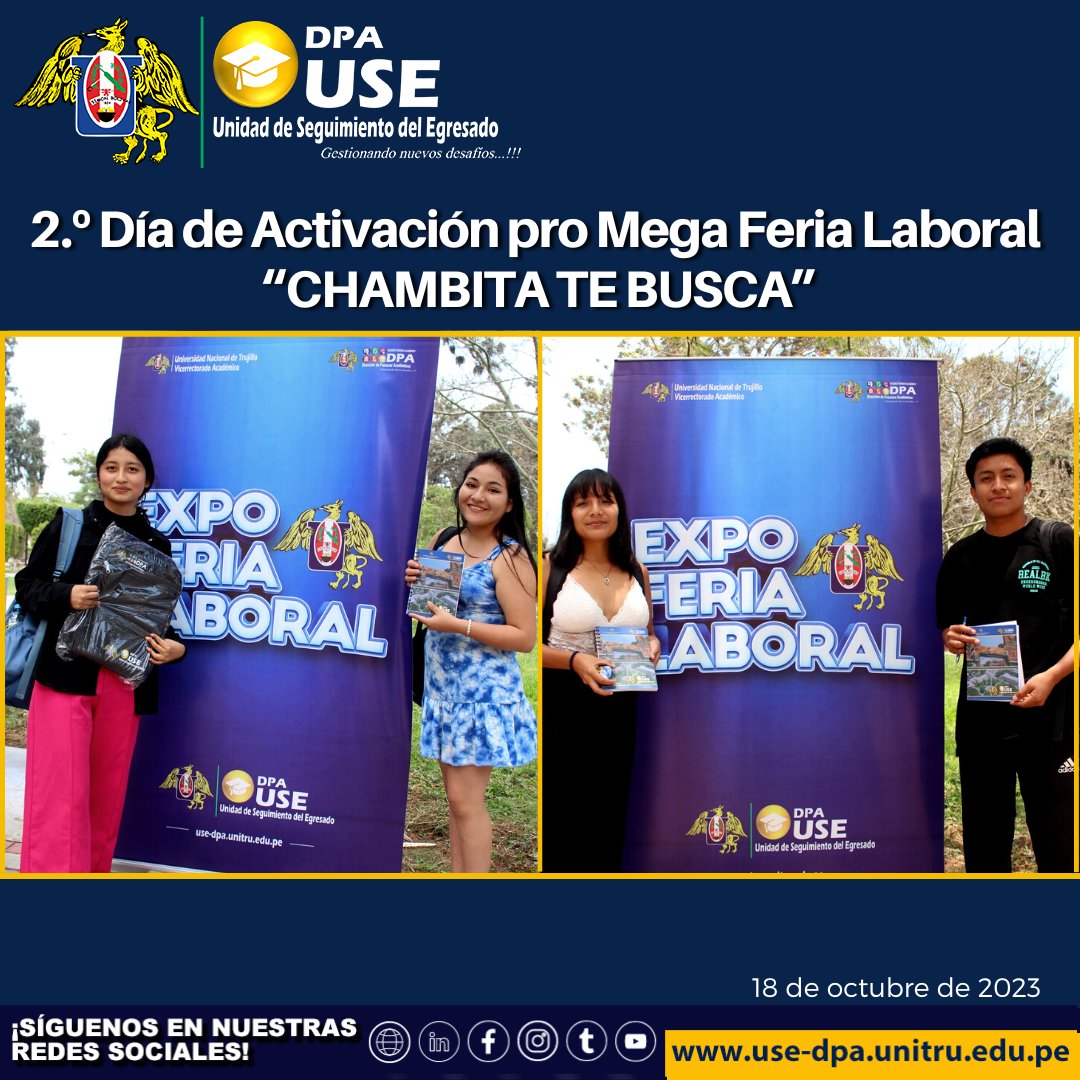 DPA
USE
Unidad de Seguimiento del Egresado
Gestionando nuevos desafíos...!!!
2.º Día de Activación pro Mega Feria Laboral
“CHAMBITA TE BUSCA”
Universidad Nacional de Trujillo
Vicerrectorado Académico
DPA
EXPO
FERIA
LABORAL
USE
DPA
USE
Unidad de Seguimiento del Egresado
use-dpa.unitru.edu.pe
Universidad Nacional de Trujillo
Vicerrectorado Académico
DPA
EXPO
FERIA
LABORAL
REALBK
adidas
DPA
USE
Unidad de Seguimiento del Egresado
18 de octubre de 2023
¡SÍGUENOS EN NUESTRAS
REDES SOCIALES!
www.use-dpa.unitru.edu.pe